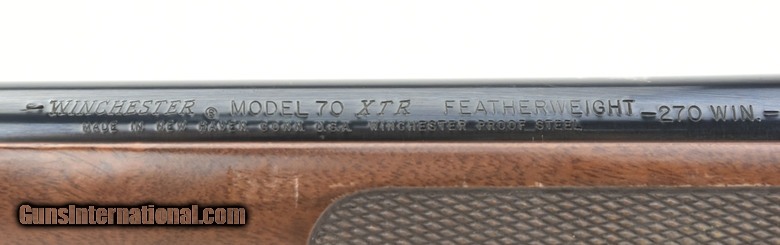 -WINCHESTER® MODEL 70 XTR FEATHERWEIGHT -270 WIN.-
MADE IN NEW HAVEN CONN. U.S.A. WINCHESTER PROOF STEEL
GunsInternational.com